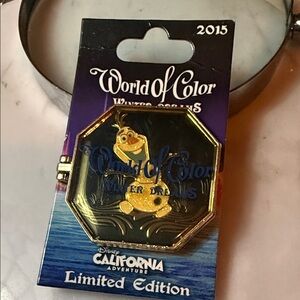 2015
World Of Color
WINTER DREAMS
World Of Color
WINTER DREAMS
Disney
CALIFORNIA
ADVENTURE
Limited Edition